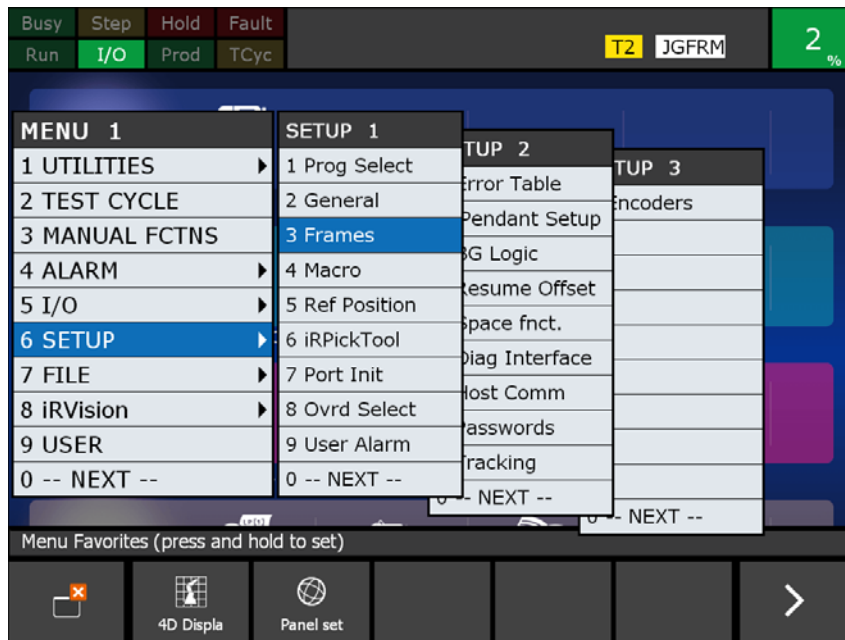 Busy Step Hold Fault
Run I/O Prod TCyc
T2 JGFRM
2 %
MENU 1
1 UTILITIES
2 TEST CYCLE
3 MANUAL FCTNS
4 ALARM
5 I/O
6 SETUP
7 FILE
8 iRVision
9 USER
0 -- NEXT --
SETUP 1
1 Prog Select
2 General
3 Frames
4 Macro
5 Ref Position
6 iRPickTool
7 Port Init
8 Ovrd Select
9 User Alarm
0 -- NEXT --
TUP 2
Error Table
Pendant Setup
BG Logic
Resume Offset
Space fnct.
Diag Interface
Host Comm
Passwords
Tracking
0 -- NEXT --
TUP 3
Encoders
0 -- NEXT --
Menu Favorites (press and hold to set)
4D Displa
Panel set